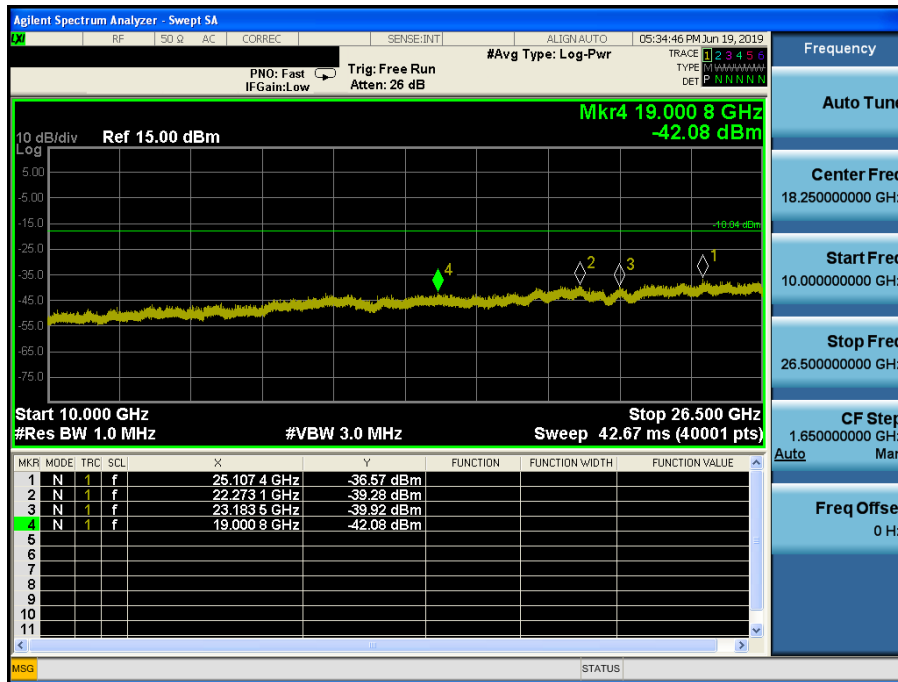 Agilent Spectrum Analyzer - Swept SA
LXI RF 50 Ω AC CORREC SENSE:INT ALIGN AUTO 05:34:46 PM Jun 19, 2019
#Avg Type: Log-Pwr
TRACE 1 2 3 4 5 6
PNO: Fast Trig: Free Run TYPE M WWWWW
IFGain:Low Atten: 26 dB DET P N N N N N
Mkr4 19.000 8 GHz
-42.08 dBm
10 dB/div Ref 15.00 dBm
Log
5.00
-5.00
-15.0
-25.0
-35.0
-45.0
-55.0
-65.0
-75.0
4
2
3
1
Start 10.000 GHz Stop 26.500 GHz
#Res BW 1.0 MHz #VBW 3.0 MHz Sweep 42.67 ms (40001 pts)
MKR MODE TRC SCL X Y FUNCTION FUNCTION WIDTH FUNCTION VALUE
1 N 1 f 25.107 4 GHz -36.57 dBm
2 N 1 f 22.273 1 GHz -39.28 dBm
3 N 1 f 23.183 5 GHz -39.92 dBm
4 N 1 f 19.000 8 GHz -42.08 dBm
5
6
7
8
9
10
11
MSG STATUS
Frequency
Auto Tune
Center Freq
18.250000000 GHz
Start Freq
10.000000000 GHz
Stop Freq
26.500000000 GHz
CF Step
1.650000000 GHz
Auto Man
Freq Offset
0 Hz